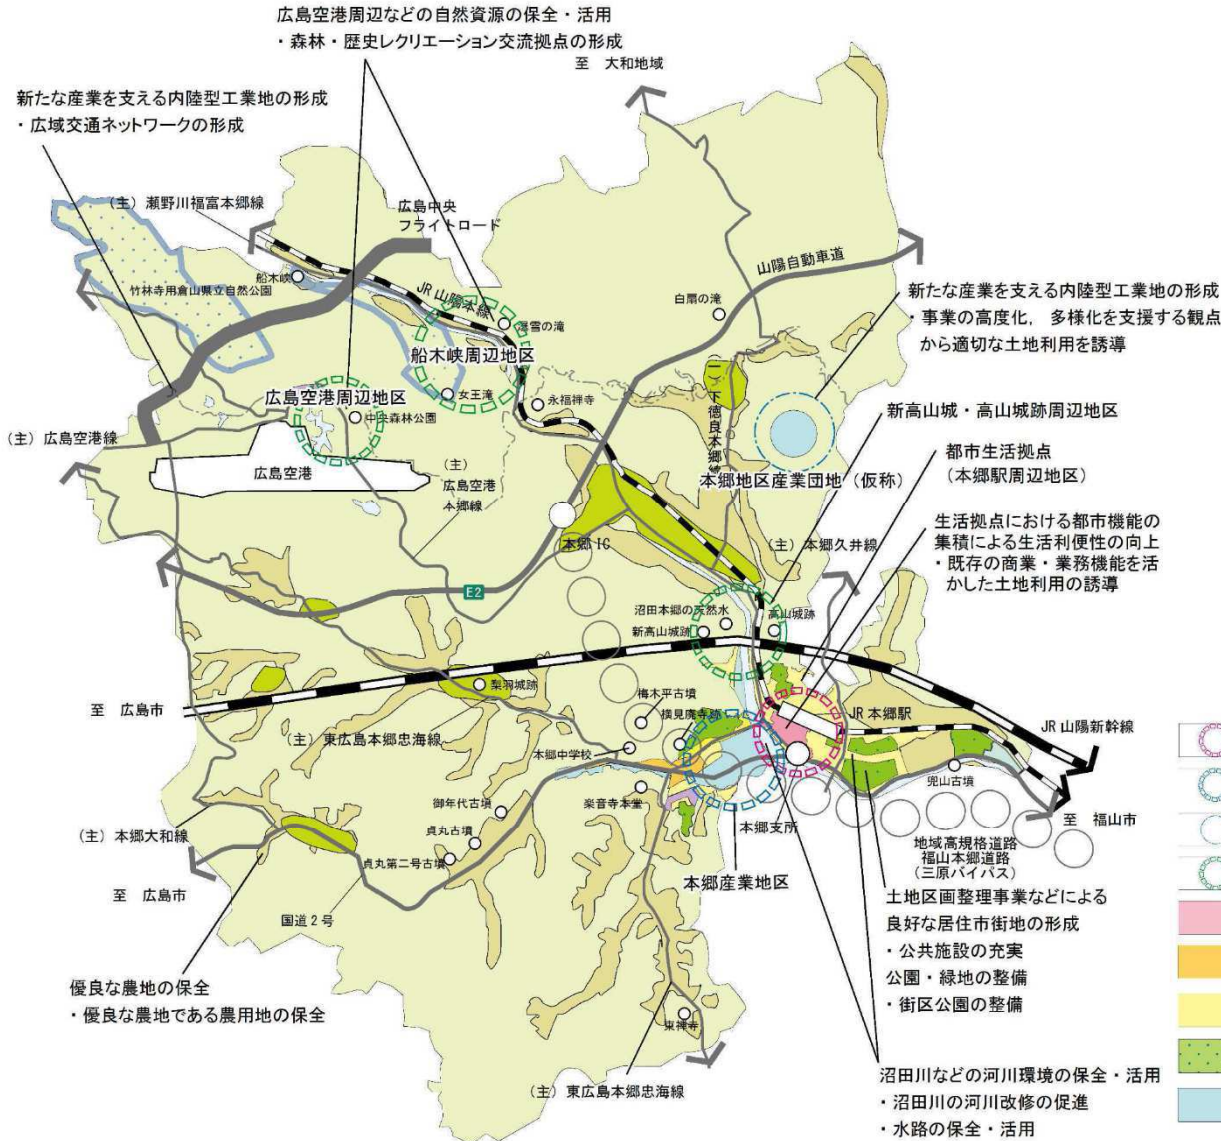 広島空港周辺などの自然資源の保全・活用
・森林・歴史レクリエーション交流拠点の形成
至 大和地域
新たな産業を支える内陸型工業地の形成
・広域交通ネットワークの形成
(主) 瀬野川福富本郷線
広島中央
フライトロード
山陽自動車道
船木峡
竹林寺用倉山県立自然公園
JR山陽本線
白扇の滝
新たな産業を支える内陸型工業地の形成
・事業の高度化, 多様化を支援する観点
から適切な土地利用を誘導
瀑雪の滝
船木峡周辺地区
広島空港周辺地区
女王滝
永福禅寺
中央森林公園
(主) 広島空港線
広島空港
(主)
広島空港
本郷線
(一) 下徳良本郷線
新高山城・高山城跡周辺地区
都市生活拠点
(本郷駅周辺地区)
本郷地区産業団地 (仮称)
生活拠点における都市機能の
集積による生活利便性の向上
・既存の商業・業務機能を活
かした土地利用の誘導
本郷IC
(主) 本郷久井線
E2
沼田本郷の天然水
新高山城跡
高山城跡
梨羽城跡
至 広島市
(主) 東広島本郷忠海線
梅木平古墳
横見廃寺跡
本郷中学校
JR本郷駅
JR山陽新幹線
兜山古墳
御年代古墳
貞丸古墳
貞丸第二号古墳
楽音寺本堂
本郷支所
至 福山市
(主) 本郷大和線
地域高規格道路
福山本郷道路
(三原バイパス)
本郷産業地区
至 広島市
国道2号
土地区画整理事業などによる
良好な居住市街地の形成
・公共施設の充実
公園・緑地の整備
・街区公園の整備
優良な農地の保全
・優良な農地である農用地の保全
東禅寺
沼田川などの河川環境の保全・活用
・沼田川の河川改修の促進
・水路の保全・活用
(主) 東広島本郷忠海線